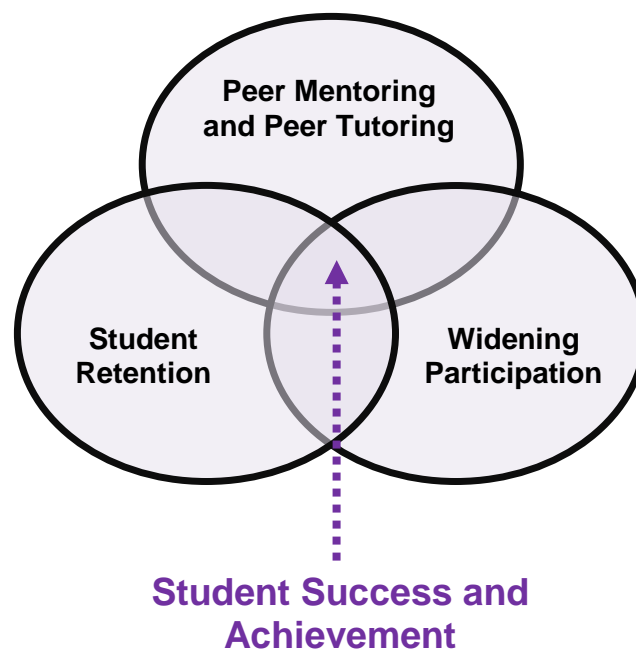 Peer Mentoring
and Peer Tutoring
Student
Retention
Widening
Participation
Student Success and
Achievement